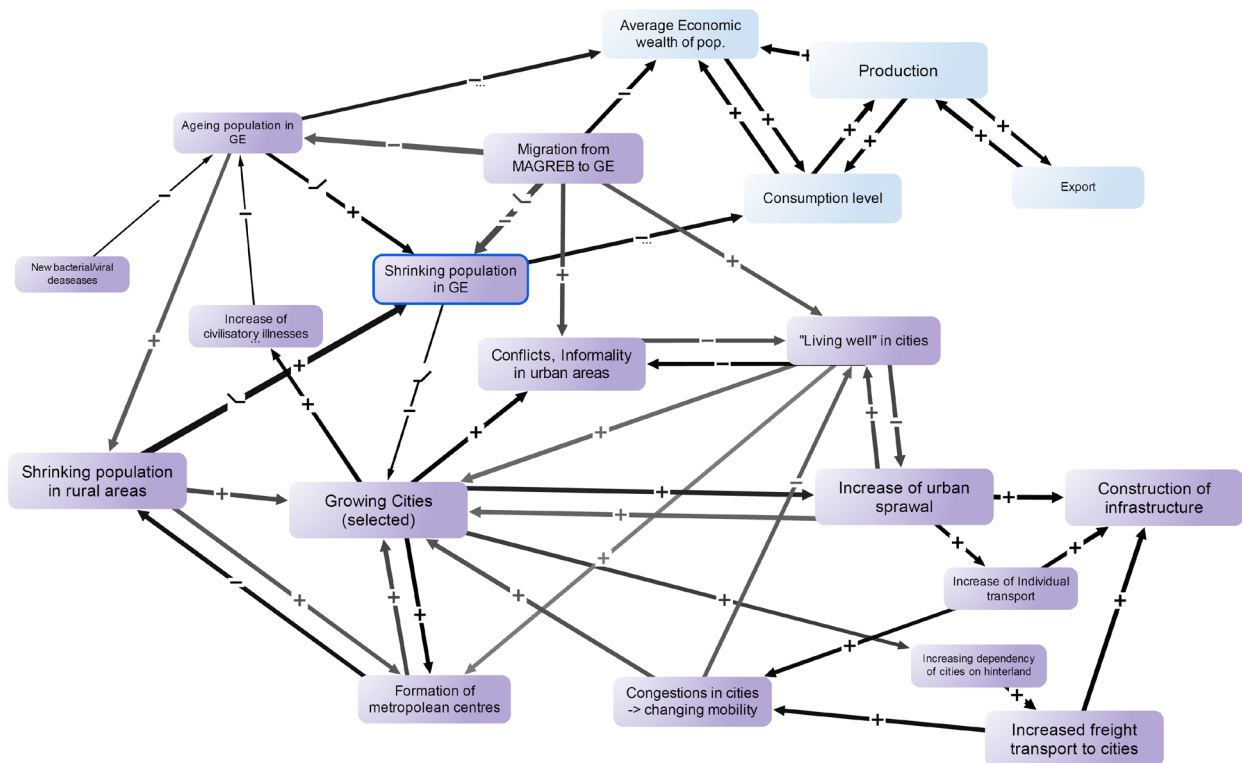 Average Economic
wealth of pop.
Production
Ageing population in
GE
Migration from
MAGREB to GE
Consumption level
Export
New bacterial/viral
deaseases
Shrinking population
in GE
Increase of
civilisatory illnesses
...
Conflicts, Informality
in urban areas
"Living well" in cities
Shrinking population
in rural areas
Growing Cities
(selected)
Increase of urban
sprawal
Construction of
infrastructure
Increase of Individual
transport
Increasing dependency
of cities on hinterland
Formation of
metropolean centres
Congestions in cities
-> changing mobility
Increased freight
transport to cities